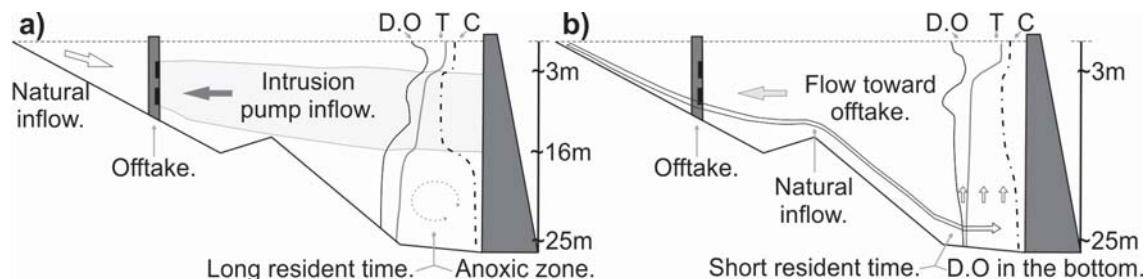 a)
D.O T C
Natural
inflow.
Intrusion
pump inflow.
Offtake.
~3m
~16m
~25m
Long resident time.
Anoxic zone.
b)
D.O T C
Flow toward
offtake.
Offtake.
Natural
inflow.
~3m
~25m
Short resident time.
D.O in the bottom.